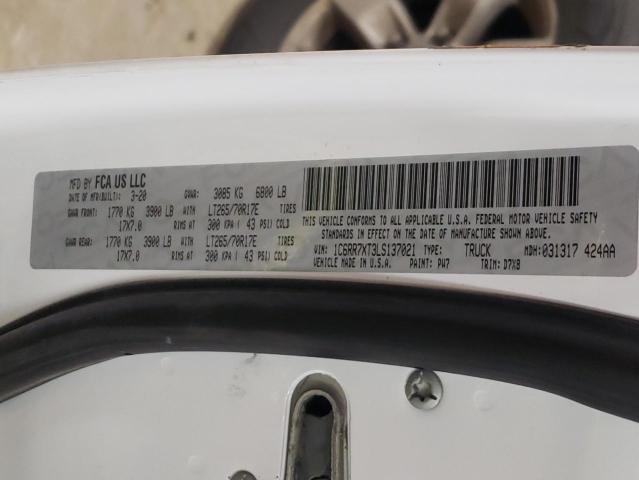 MFD BY FCA US LLC
DATE OF MFR(BUILT): 3-20 GVWR: 3085 KG 6800 LB
GAWR FRONT: 1770 KG 3900 LB WITH LT265/70R17E TIRES
17X7.0 RIMS AT 300 KPA( 43 PSI) COLD
GAWR REAR: 1770 KG 3900 LB WITH LT265/70R17E TIRES
17X7.0 RIMS AT 300 KPA( 43 PSI) COLD
THIS VEHICLE CONFORMS TO ALL APPLICABLE U.S.A. FEDERAL MOTOR VEHICLE SAFETY
STANDARDS IN EFFECT ON THE DATE OF MANUFACTURE SHOWN ABOVE.
VIN: 1C6RR7XT3LS137021 TYPE: TRUCK MDH: 031317 424AA
VEHICLE MADE IN U.S.A. PAINT: PW7 TRIM: D7X8